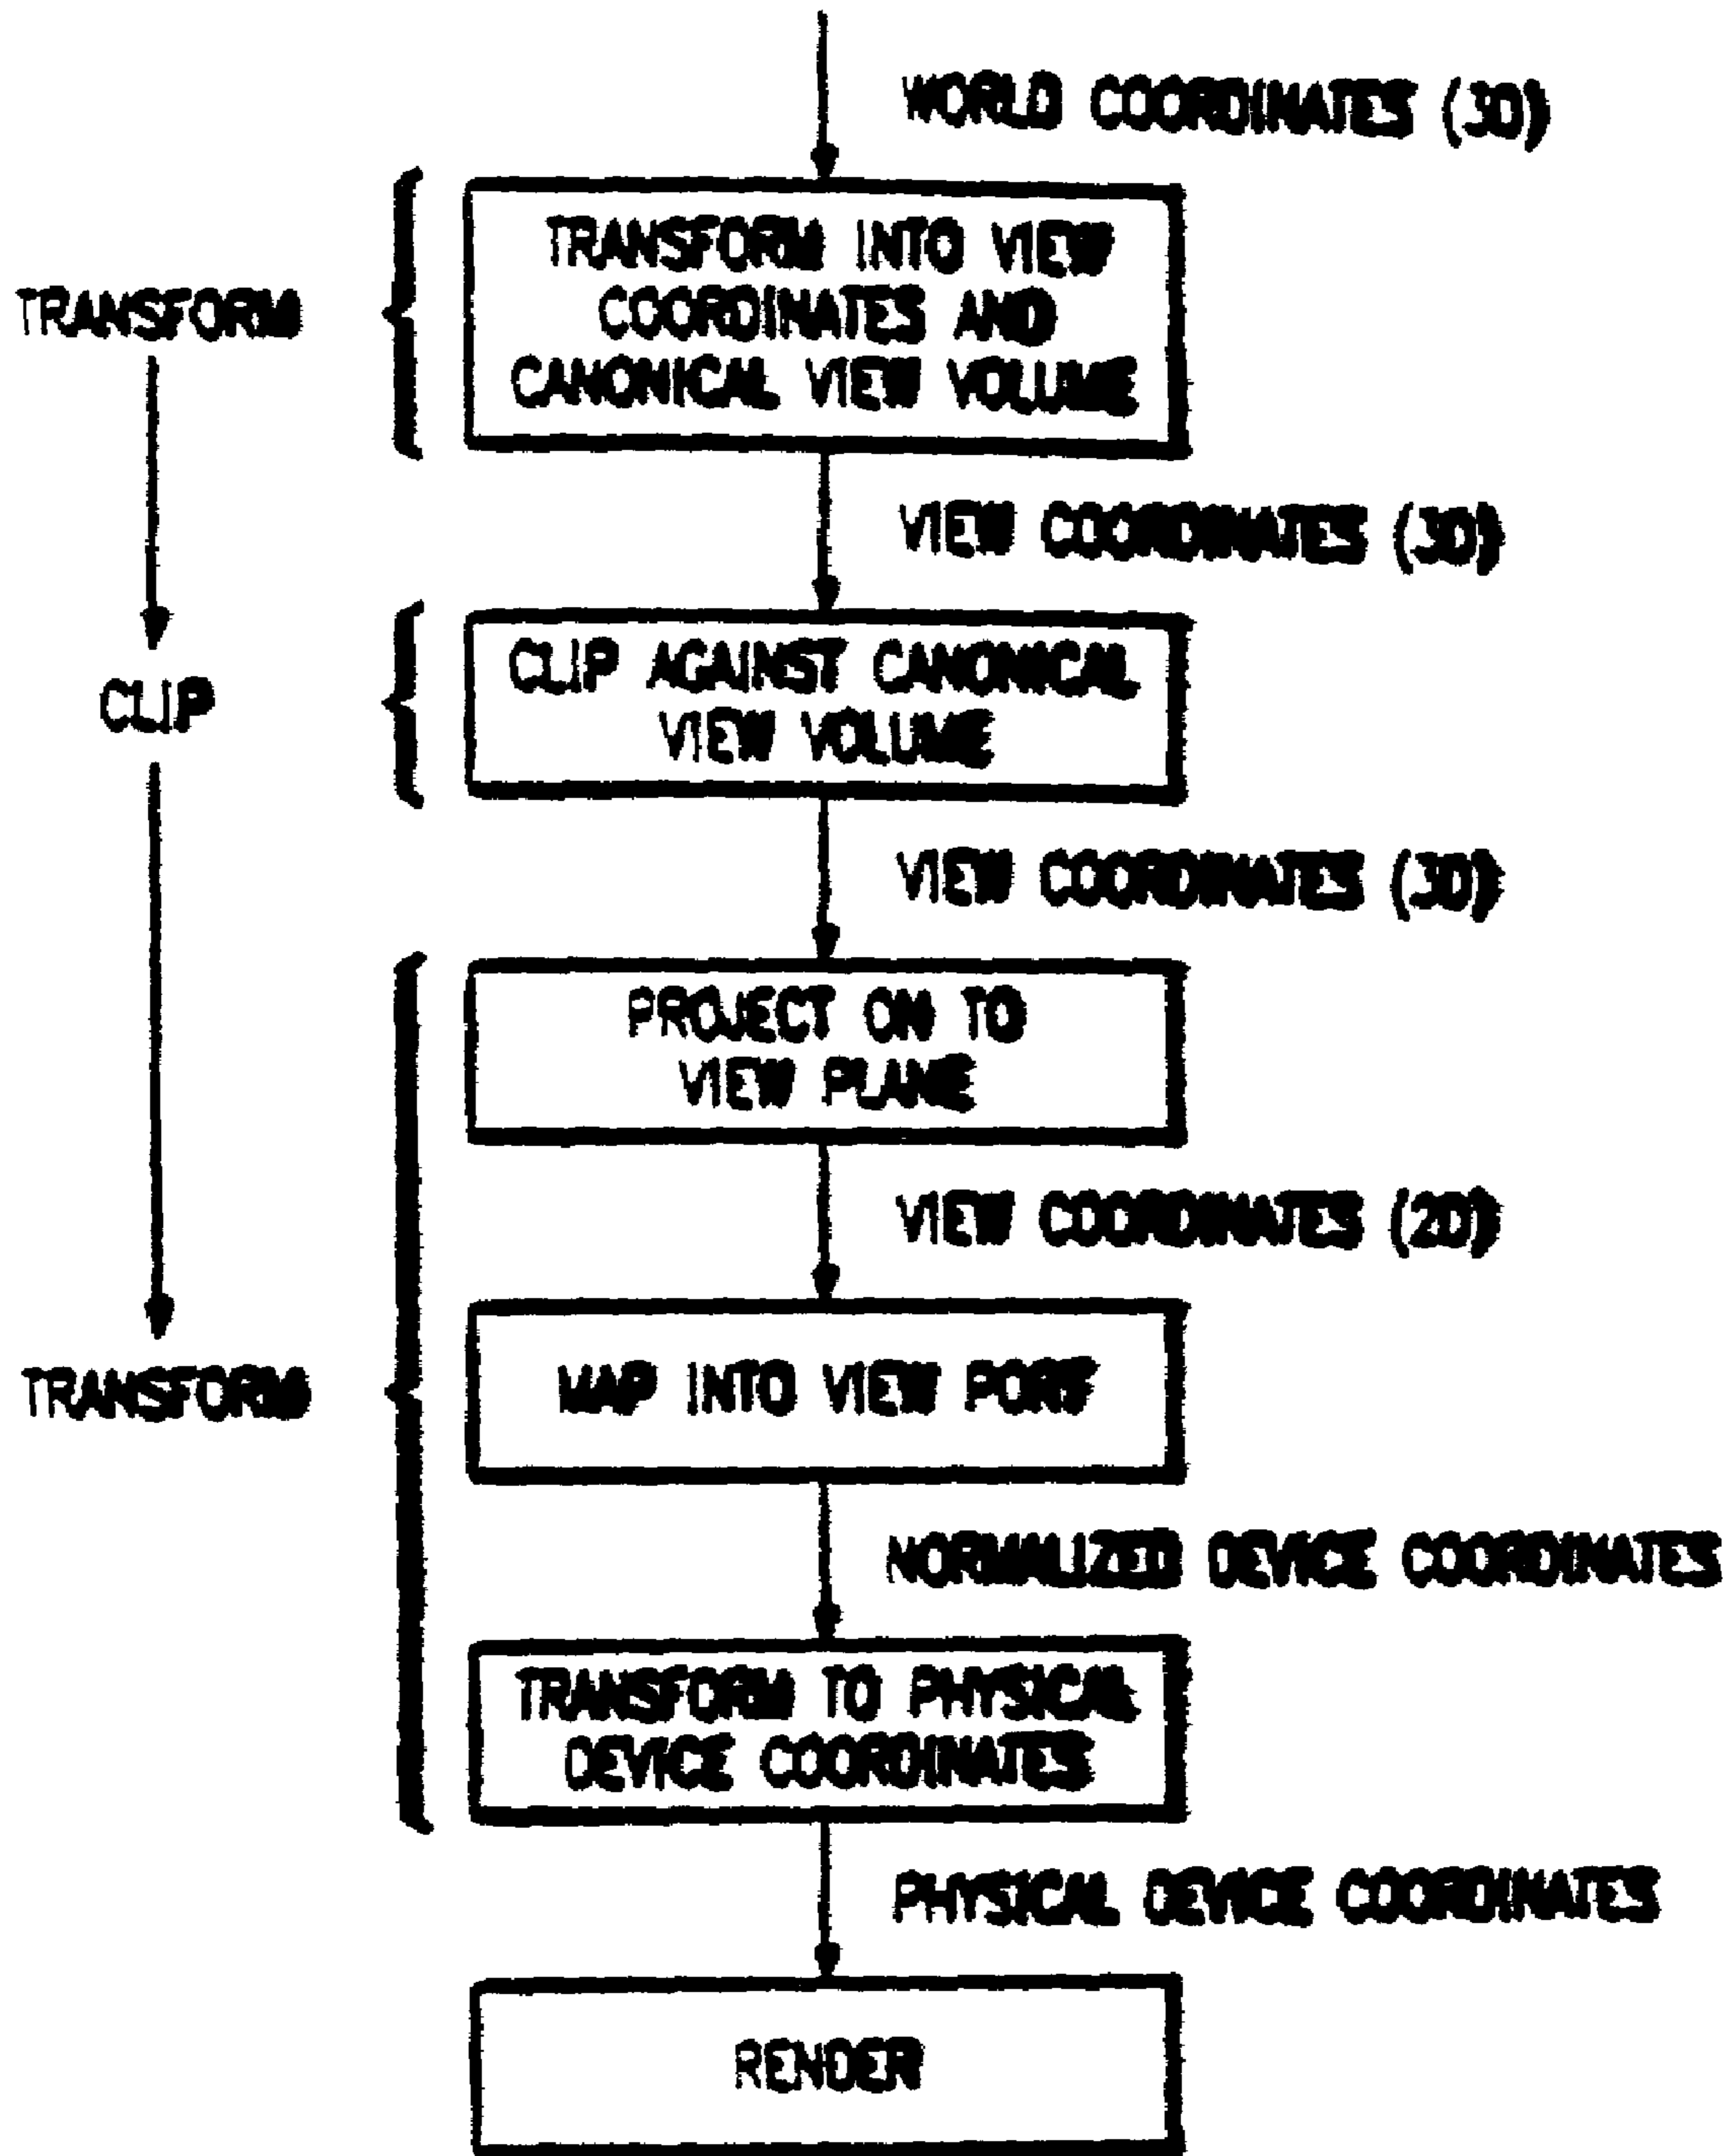 WORLD COORDINATES (3D)
TRANSFORM
TRANSFORM INTO VIEW
COORDINATES AND
CANONICAL VIEW VOLUME
VIEW COORDINATES (3D)
CLIP
CLIP AGAINST CANONICAL
VIEW VOLUME
VIEW COORDINATES (3D)
PROJECT ON TO
VIEW PLANE
VIEW COORDINATES (2D)
TRANSFORM
MAP INTO VIEW PORT
NORMALIZED DEVICE COORDINATES
TRANSFORM TO PHYSICAL
DEVICE COORDINATES
PHYSICAL DEVICE COORDINATES
RENDER